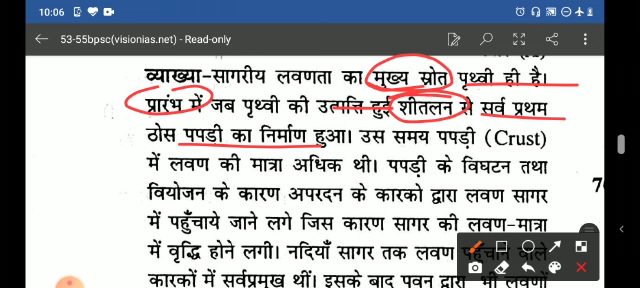 10:06
53-55bpsc(visionias.net) - Read-only
व्याख्या-सागरीय लवणता का मुख्य स्रोत पृथ्वी ही है।
प्रारंभ में जब पृथ्वी की उत्पत्ति हुई शीतलन से सर्व प्रथम
ठोस पपड़ी का निर्माण हुआ। उस समय पपड़ी (Crust)
में लवण की मात्रा अधिक थी। पपड़ी के विघटन तथा
वियोजन के कारण अपरदन के कारको द्वारा लवण सागर
में पहुँचाये जाने लगे जिस कारण सागर की लवण-मात्रा
में वृद्धि होने लगी। नदियाँ सागर तक लवण पहुँचाने वाले
कारकों में सर्वप्रमुख थीं। इसके बाद पवन द्वारा भी लवणों